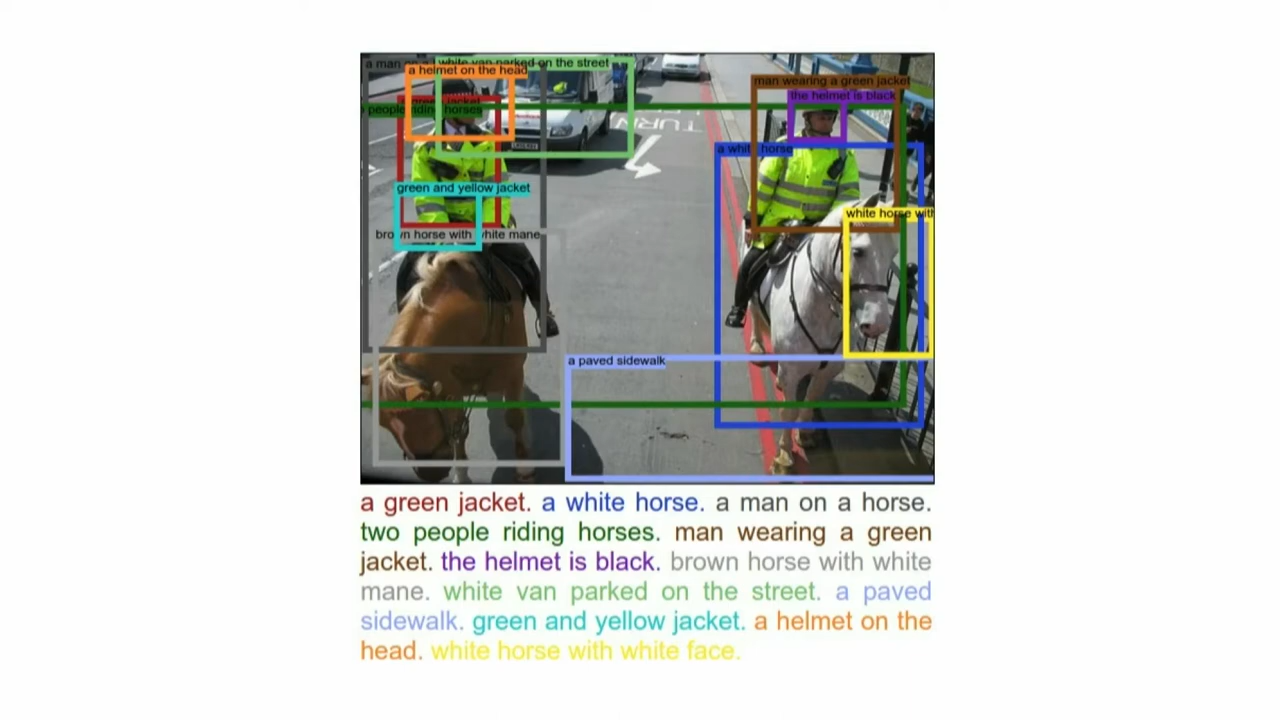 a man on a
white van parked on the street
a helmet on the head
man wearing a green jacket
the helmet is black
a green jacket
people riding horses
TURN
a white horse
green and yellow jacket
white horse with
brown horse with white mane
a paved sidewalk
a green jacket. a white horse. a man on a horse.
two people riding horses. man wearing a green
jacket. the helmet is black. brown horse with white
mane. white van parked on the street. a paved
sidewalk. green and yellow jacket. a helmet on the
head. white horse with white face.